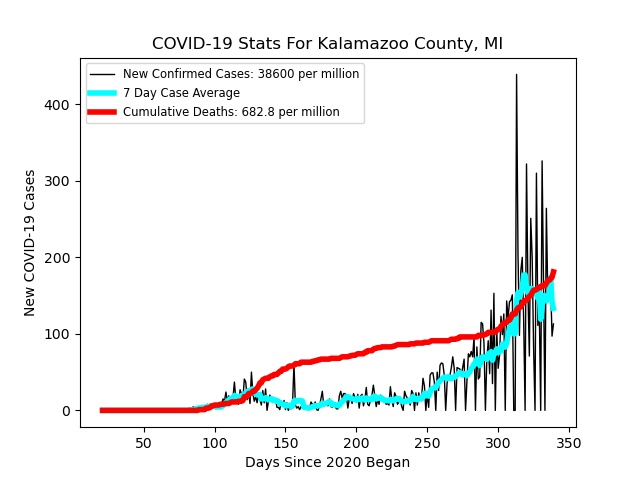 COVID-19 Stats For Kalamazoo County, MI
New Confirmed Cases: 38600 per million
7 Day Case Average
Cumulative Deaths: 682.8 per million
New COVID-19 Cases
400
300
200
100
0
50 100 150 200 250 300 350
Days Since 2020 Began